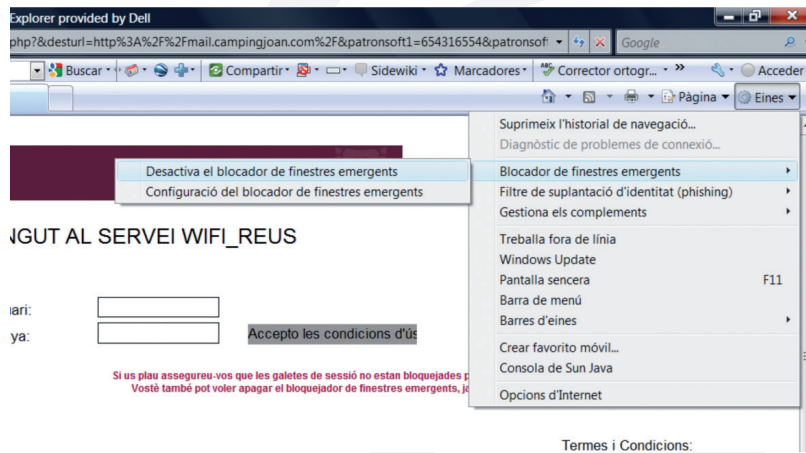 Explorer provided by Dell
php?&desturl=http%3A%2F%2Fmail.campingjoan.com%2F&patronsoft1=654316554&patronsoft
Google
Buscar
Compartir
Sidewiki
Marcadores
Corrector ortogr...
Acceder
Pàgina
Eines
Suprimeix l'historial de navegació...
Diagnòstic de problemes de connexió...
Blocador de finestres emergents
Desactiva el blocador de finestres emergents
Configuració del blocador de finestres emergents
Filtre de suplantació d'identitat (phishing)
Gestiona els complements
Treballa fora de línia
Windows Update
Pantalla sencera F11
Barra de menú
Barres d'eines
Crear favorito móvil...
Consola de Sun Java
Opcions d'Internet
NGUT AL SERVEI WIFI_REUS
uari:
ya:
Accepto les condicions d'ús
Si us plau assegureu-vos que les galetes de sessió no estan bloquejades p
Vostè també pot voler apagar el bloquejador de finestres emergents, ja
Termes i Condicions: